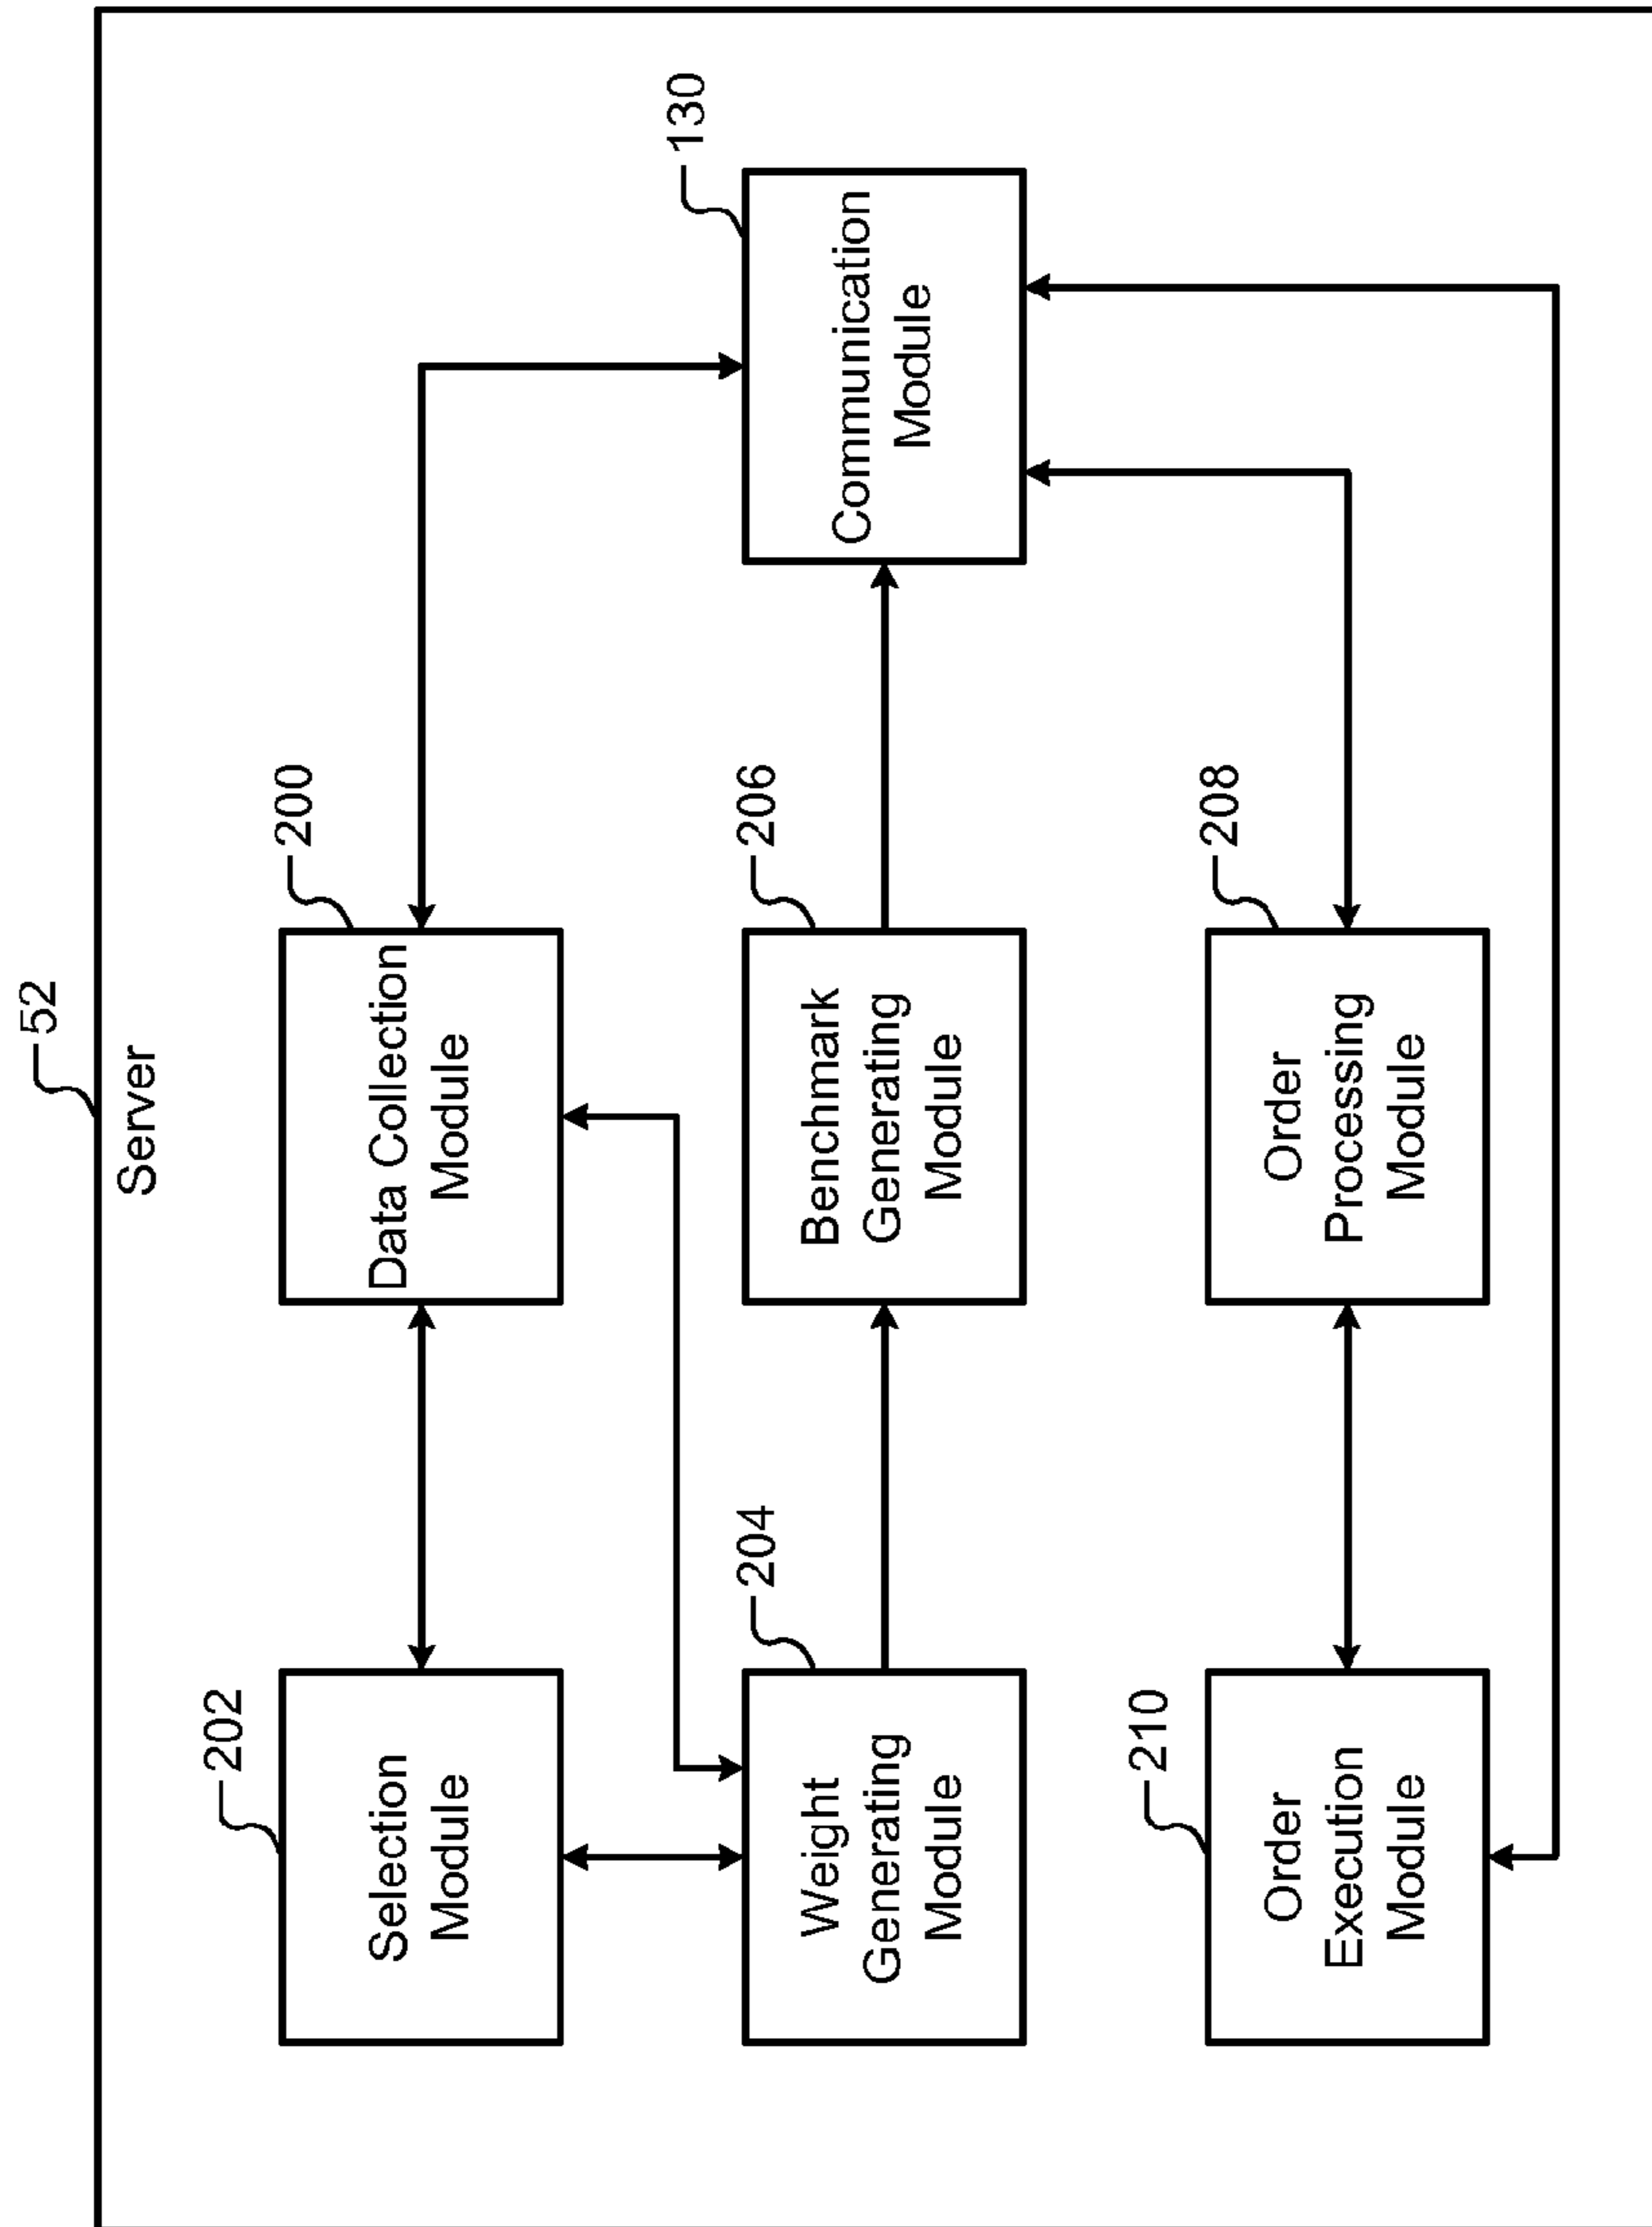 52
Server
202
Selection
Module
200
Data Collection
Module
130
Communication
Module
204
Weight
Generating
Module
206
Benchmark
Generating
Module
210
Order
Execution
Module
208
Order
Processing
Module